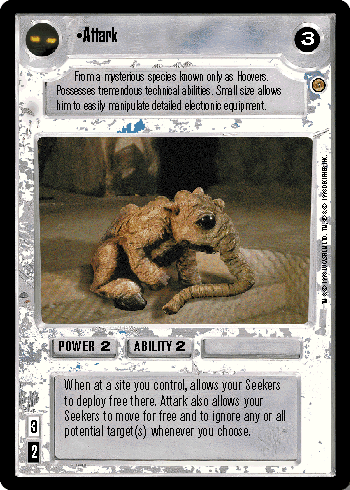 •Attark
3
From a mysterious species known only as Hoovers.
Possesses tremendous technical abilities. Small size allows
him to easily manipulate detailed electronic equipment.
POWER 2
ABILITY 2
When at a site you control, allows your Seekers
to deploy free there. Attark also allows your
Seekers to move for free and to ignore any or all
potential target(s) whenever you choose.
3
2